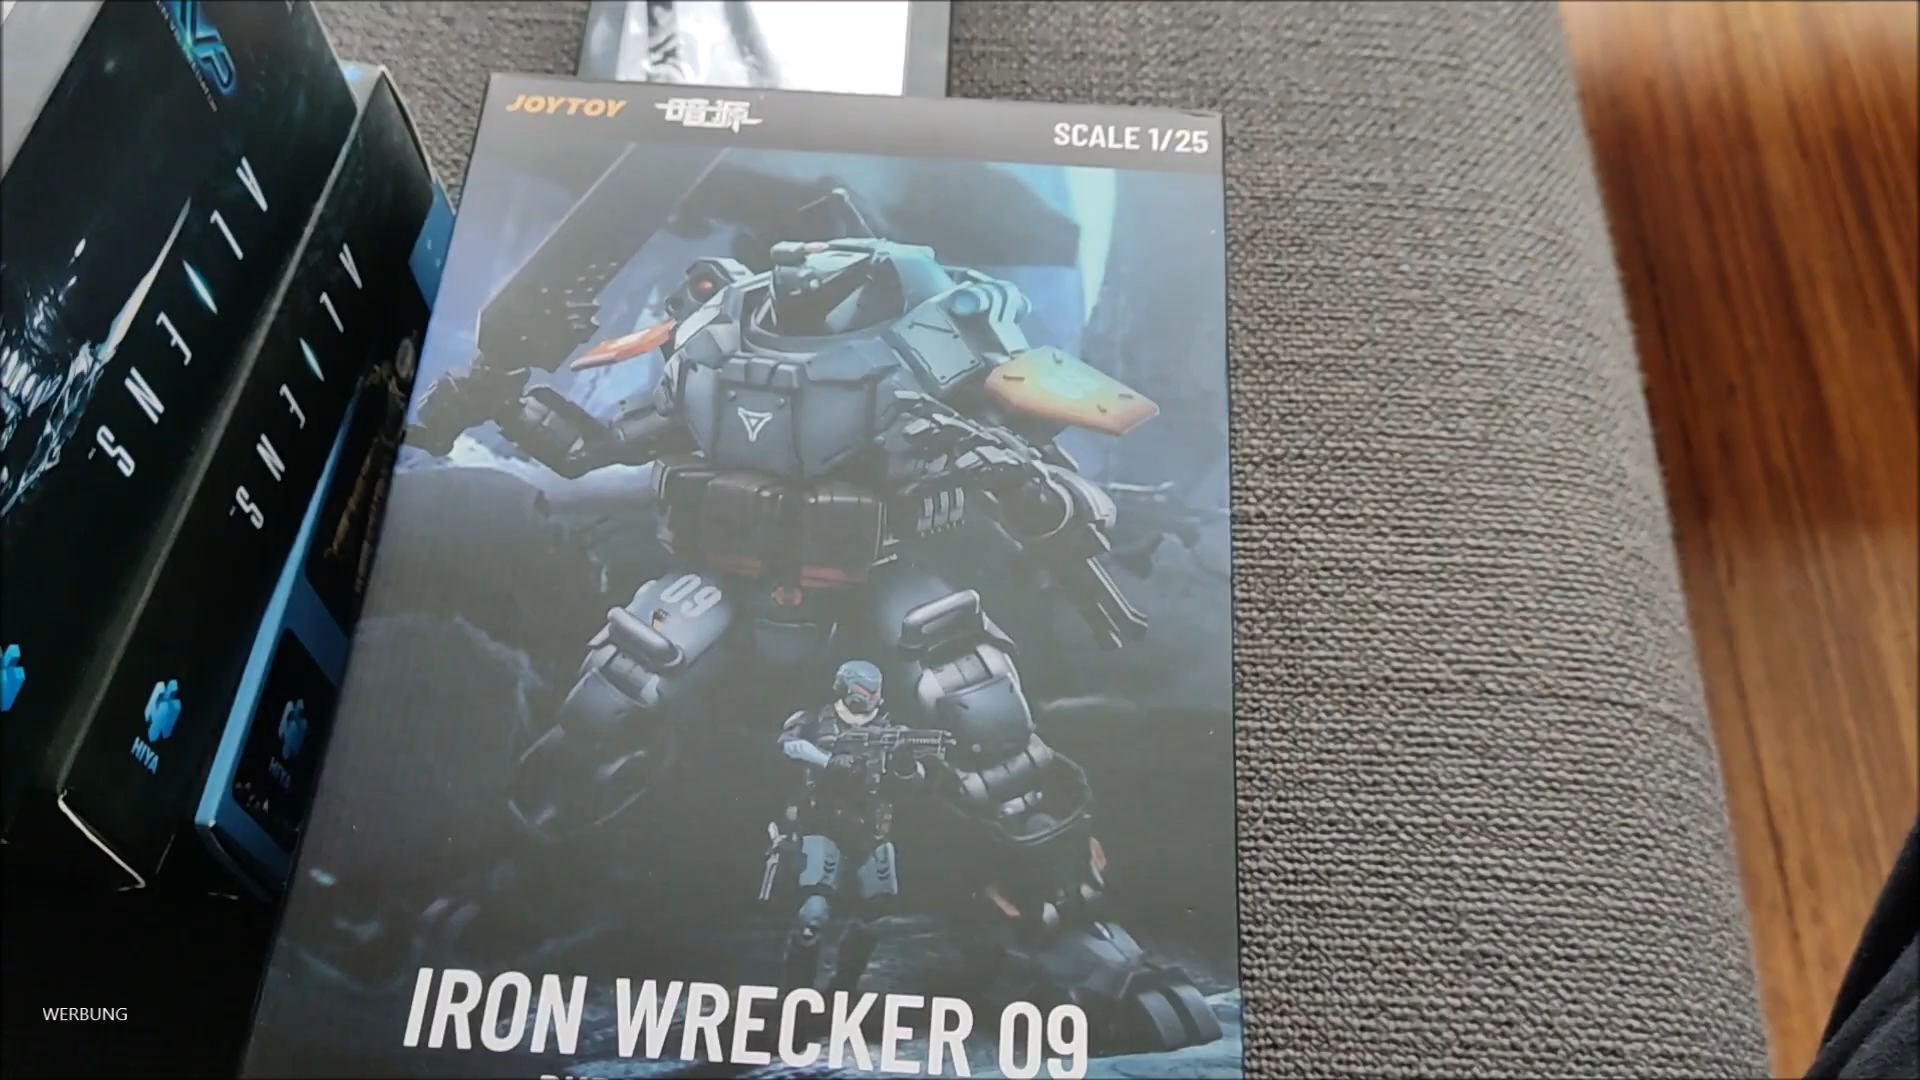 JOYTOY 暗源
SCALE 1/25
ALIENS
ALIENS
09
HIYA
HIYA
IRON WRECKER 09
WERBUNG